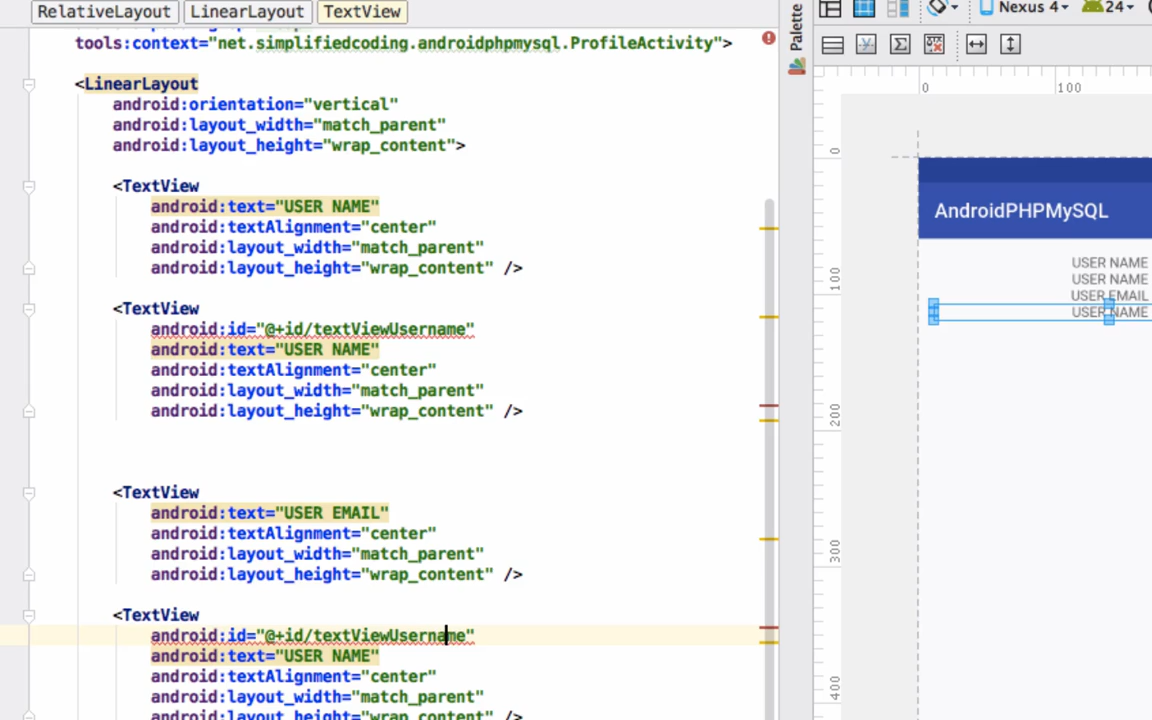 RelativeLayout LinearLayout TextView
tools:context="net.simplifiedcoding.androidphpmysql.ProfileActivity">
<LinearLayout
android:orientation="vertical"
android:layout_width="match_parent"
android:layout_height="wrap_content">
<TextView
android:text="USER NAME"
android:textAlignment="center"
android:layout_width="match_parent"
android:layout_height="wrap_content" />
<TextView
android:id="@+id/textViewUsername"
android:text="USER NAME"
android:textAlignment="center"
android:layout_width="match_parent"
android:layout_height="wrap_content" />
<TextView
android:text="USER EMAIL"
android:textAlignment="center"
android:layout_width="match_parent"
android:layout_height="wrap_content" />
<TextView
android:id="@+id/textViewUsername"
android:text="USER NAME"
android:textAlignment="center"
android:layout_width="match_parent"
android:layout_height="wrap_content" />
Palette
Nexus 4 24
0 100
0
100
200
300
400
AndroidPHPMySQL
USER NAME
USER NAME
USER EMAIL
USER NAME